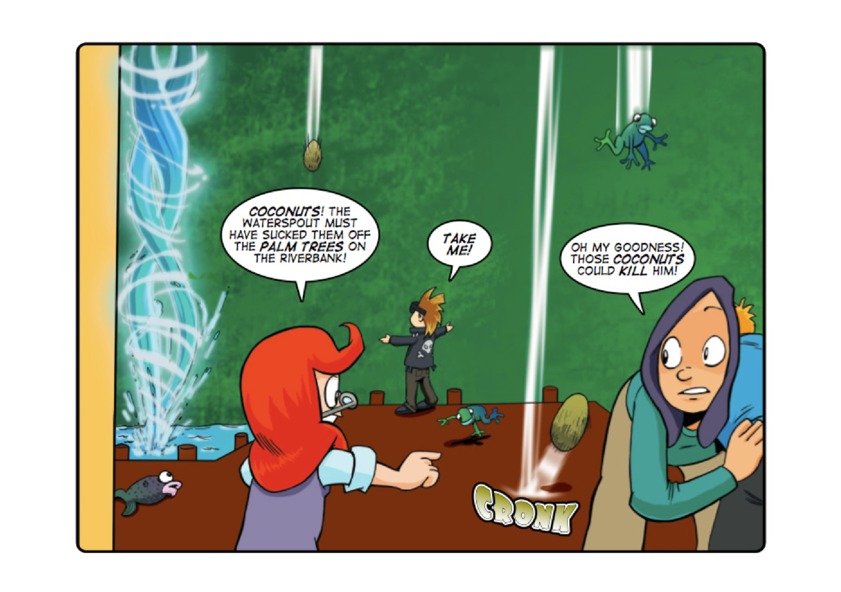 COCONUTS! THE
WATERSPOUT MUST
HAVE SUCKED THEM OFF
THE PALM TREES ON
THE RIVERBANK!
TAKE
ME!
OH MY GOODNESS!
THOSE COCONUTS
COULD KILL HIM!
CRONK